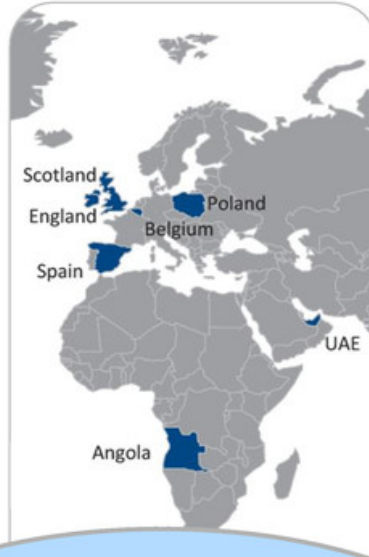 Scotland
England
Poland
Belgium
Spain
UAE
Angola